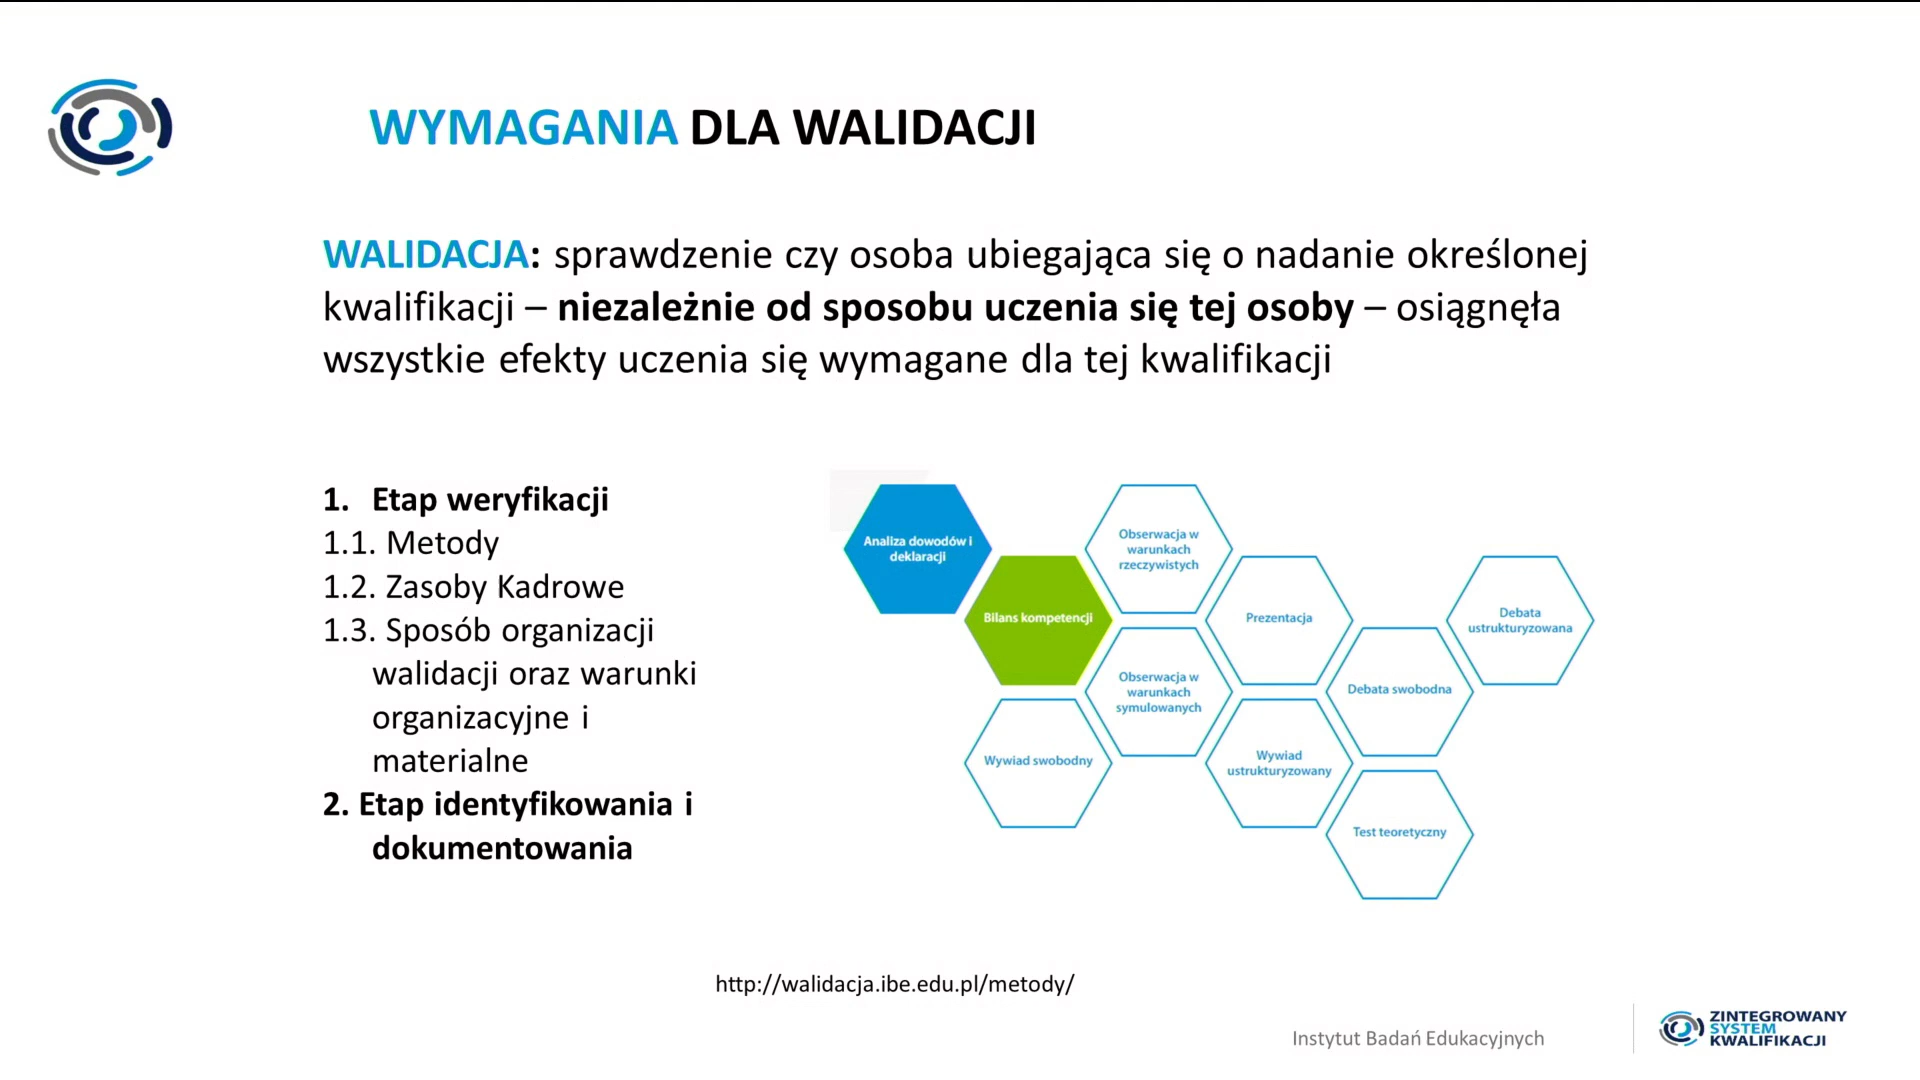 WYMAGANIA DLA WALIDACJI
WALIDACJA: sprawdzenie czy osoba ubiegająca się o nadanie określonej
kwalifikacji – niezależnie od sposobu uczenia się tej osoby – osiągnęła
wszystkie efekty uczenia się wymagane dla tej kwalifikacji
1. Etap weryfikacji
1.1. Metody
1.2. Zasoby Kadrowe
1.3. Sposób organizacji
walidacji oraz warunki
organizacyjne i
materialne
2. Etap identyfikowania i
dokumentowania
Analiza dowodów i
deklaracji
Bilans kompetencji
Obserwacja w
warunkach
rzeczywistych
Prezentacja
Debata
ustrukturyzowana
Obserwacja w
warunkach
symulowanych
Debata swobodna
Wywiad swobodny
Wywiad
ustrukturyzowany
Test teoretyczny
http://walidacja.ibe.edu.pl/metody/
Instytut Badań Edukacyjnych
ZINTEGROWANY
SYSTEM
KWALIFIKACJI